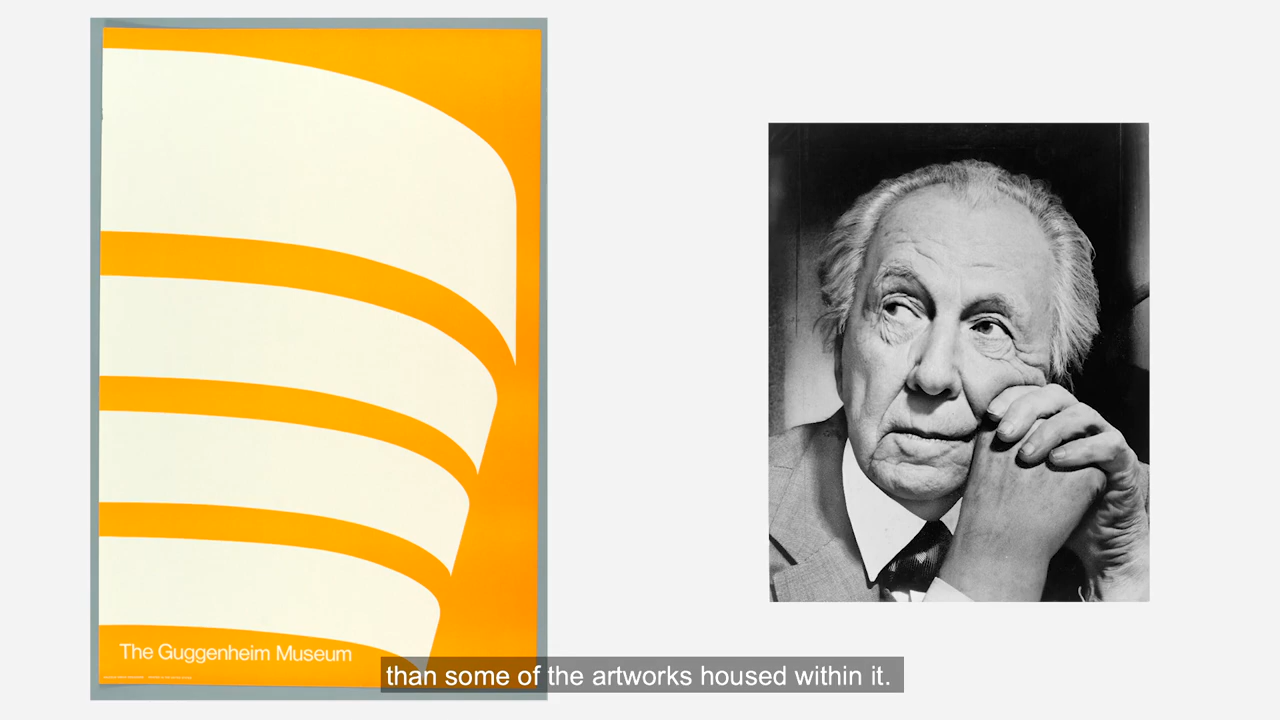 The Guggenheim Museum
than some of the artworks housed within it.